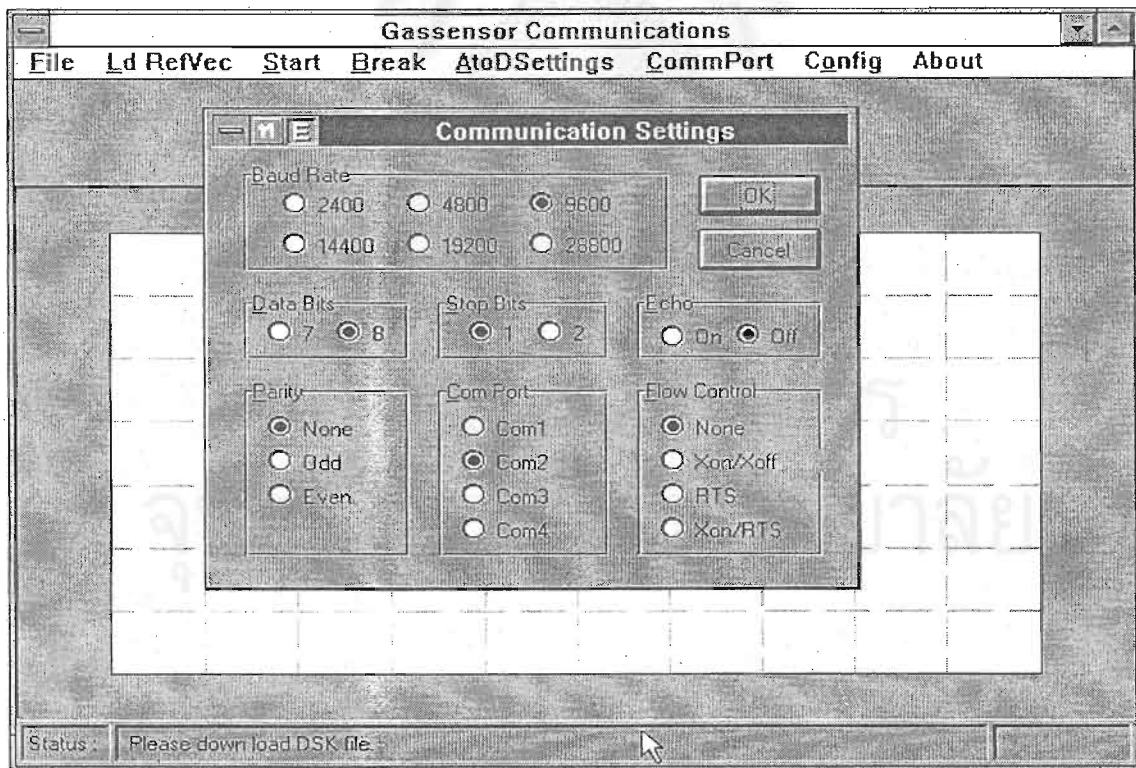 Gassensor Communications
File Ld RefVec Start Break AtoDSettings CommPort Config About
ก E Communication Settings
Baud Rate
2400 4800 9600
14400 19200 28800
OK
Cancel
Data Bits
7 8
Stop Bits
1 2
Echo
On Off
Parity
None
Odd
Even
Com Port
Com1
Com2
Com3
Com4
Flow Control
None
Xon/Xoff
RTS
Xon/RTS
Status : Please down load DSK file.